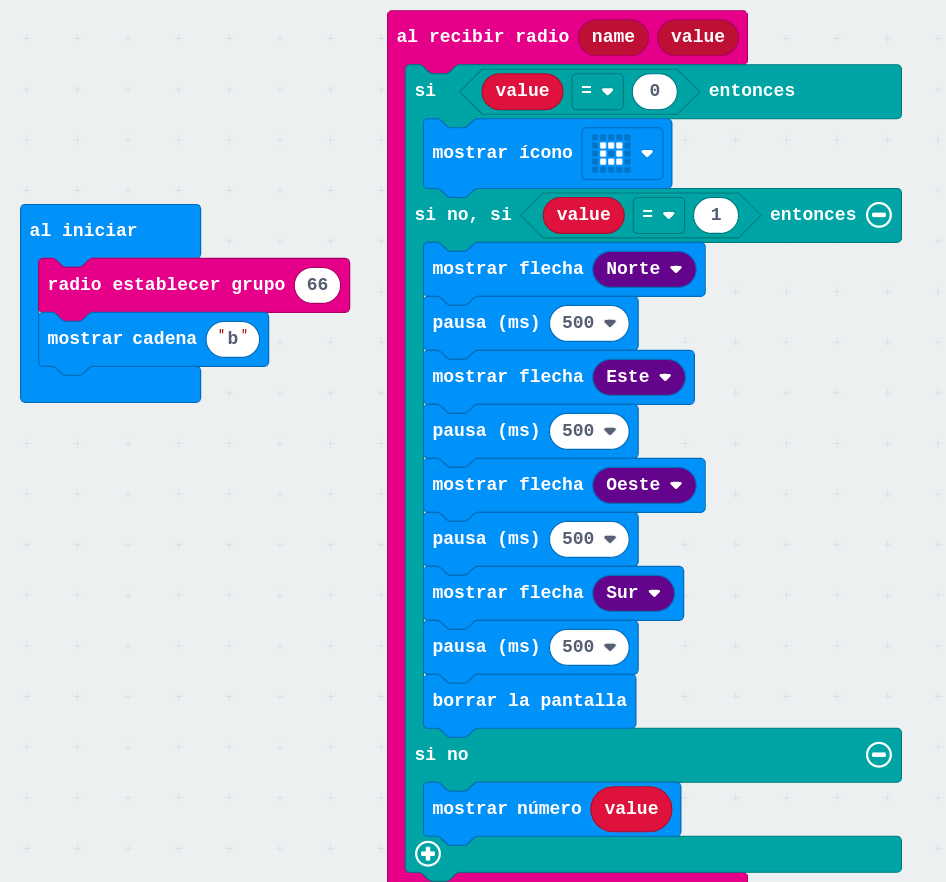 al iniciar
radio establecer grupo 66
mostrar cadena "b"
al recibir radio name value
si value = 0 entonces
mostrar ícono
si no, si value = 1 entonces
mostrar flecha Norte
pausa (ms) 500
mostrar flecha Este
pausa (ms) 500
mostrar flecha Oeste
pausa (ms) 500
mostrar flecha Sur
pausa (ms) 500
borrar la pantalla
si no
mostrar número value